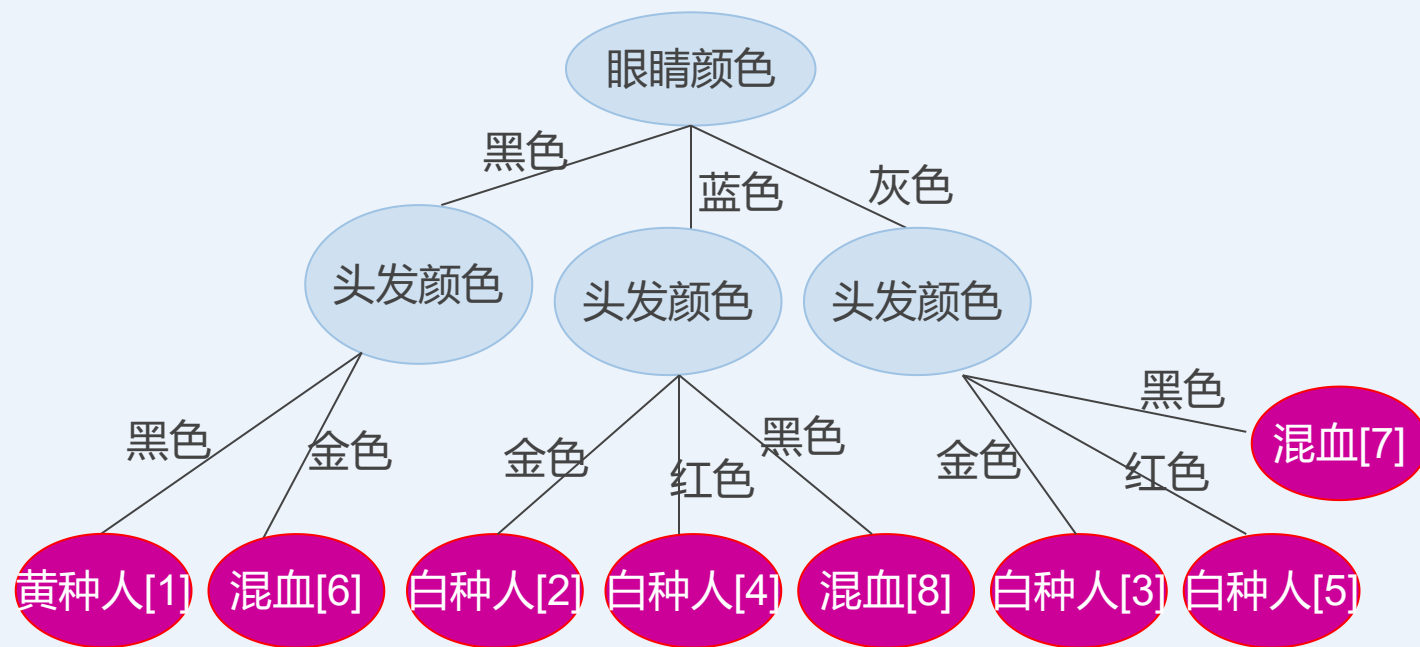 眼睛颜色
黑色
蓝色
灰色
头发颜色
头发颜色
头发颜色
黑色
金色
金色
红色
黑色
金色
红色
黑色
混血[7]
黄种人[1]
混血[6]
白种人[2]
白种人[4]
混血[8]
白种人[3]
白种人[5]